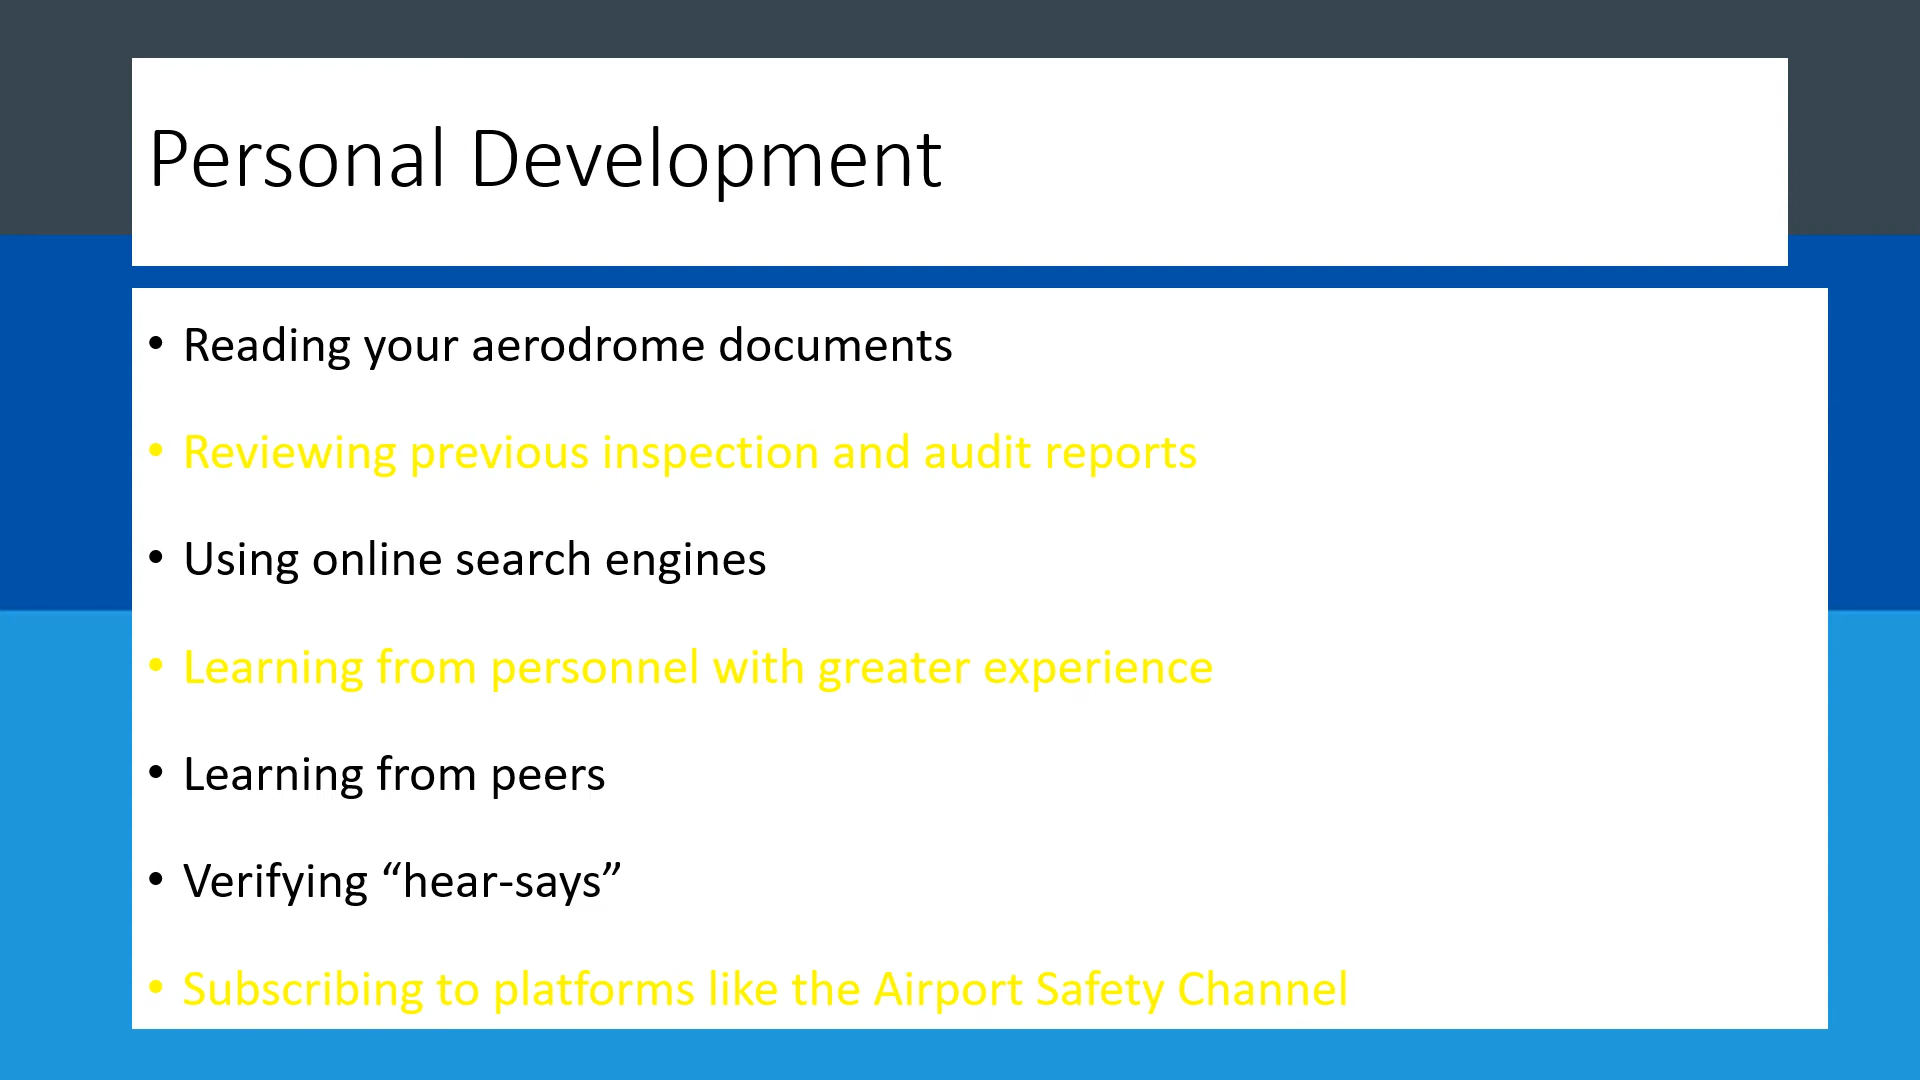 Personal Development
• Reading your aerodrome documents
• Reviewing previous inspection and audit reports
• Using online search engines
• Learning from personnel with greater experience
• Learning from peers
• Verifying “hear-says”
• Subscribing to platforms like the Airport Safety Channel